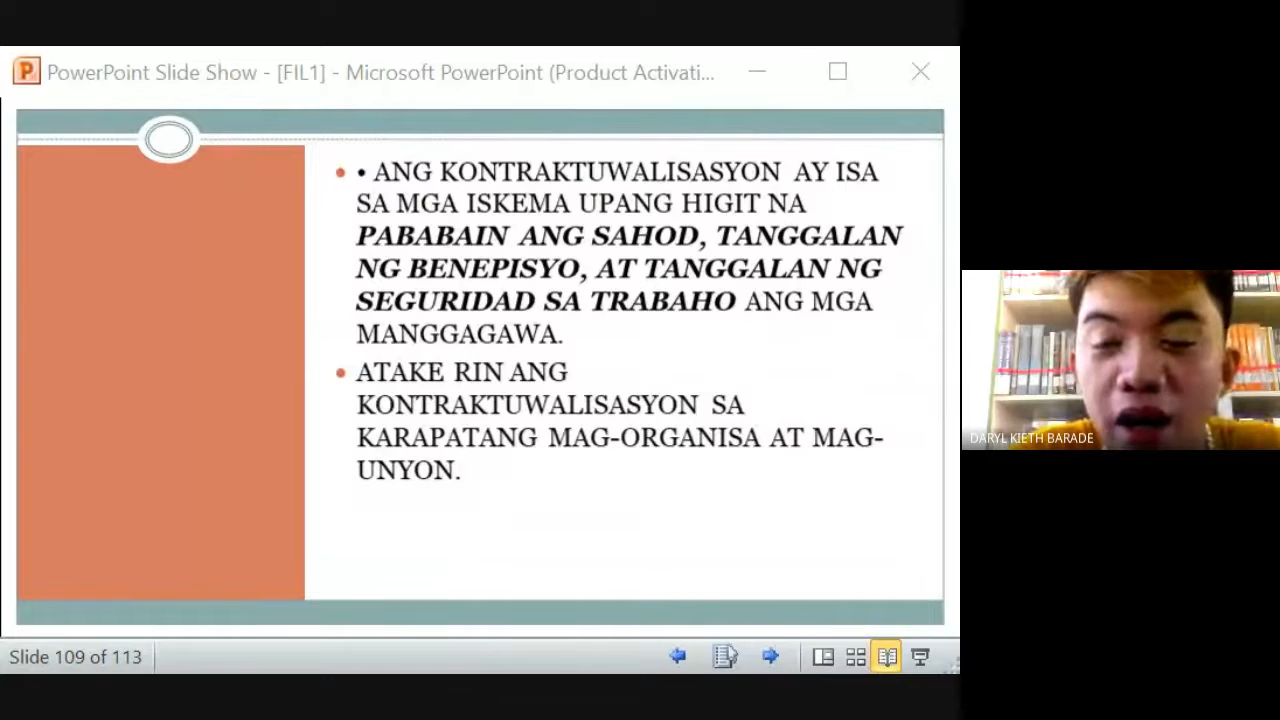 PowerPoint Slide Show - [FIL1] - Microsoft PowerPoint (Product Activati...
• • ANG KONTRAKTUWALISASYON AY ISA
SA MGA ISKEMA UPANG HIGIT NA
PABABAIN ANG SAHOD, TANGGALAN
NG BENEPISYO, AT TANGGALAN NG
SEGURIDAD SA TRABAHO ANG MGA
MANGGAGAWA.
• ATAKE RIN ANG
KONTRAKTUWALISASYON SA
KARAPATANG MAG-ORGANISA AT MAG-
UNYON.
DARYL KIETH BARADE
Slide 109 of 113